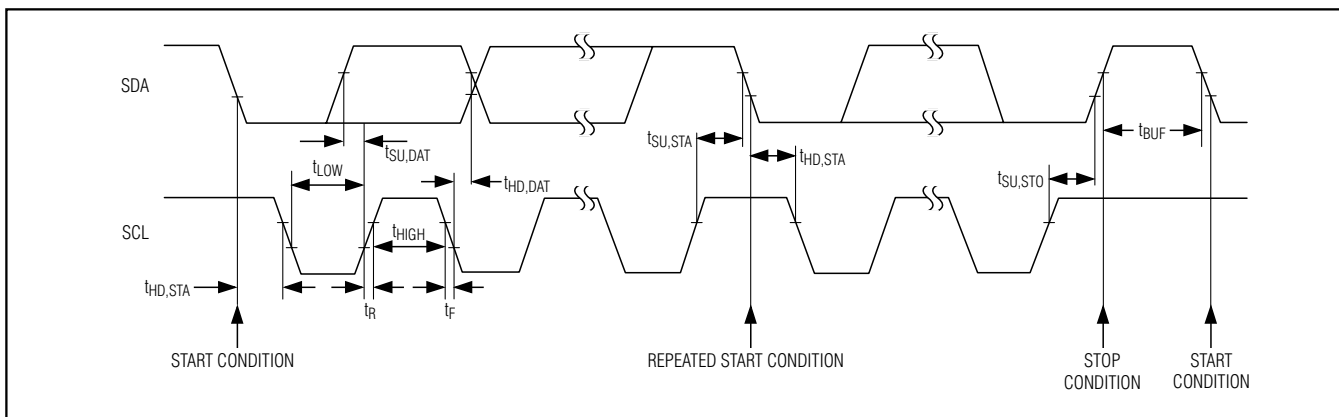 SDA
tSU,DAT
tLOW
tHD,DAT
tSU,STA
tHD,STA
tBUF
tSU,STO
SCL
tHIGH
tHD,STA
tR
tF
START CONDITION
REPEATED START CONDITION
STOP
CONDITION
START
CONDITION